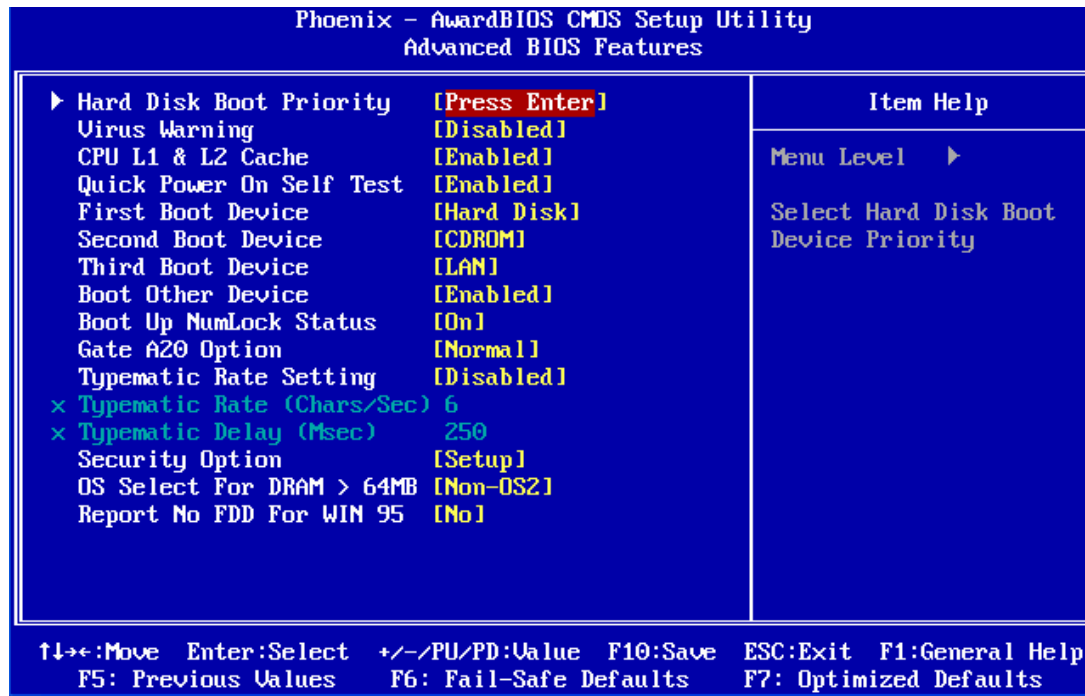 Phoenix - AwardBIOS CMOS Setup Utility
Advanced BIOS Features
Hard Disk Boot Priority [Press Enter]
Virus Warning [Disabled]
CPU L1 & L2 Cache [Enabled]
Quick Power On Self Test [Enabled]
First Boot Device [Hard Disk]
Second Boot Device [CDROM]
Third Boot Device [LAN]
Boot Other Device [Enabled]
Boot Up NumLock Status [On]
Gate A20 Option [Normal]
Typematic Rate Setting [Disabled]
x Typematic Rate (Chars/Sec) 6
x Typematic Delay (Msec) 250
Security Option [Setup]
OS Select For DRAM > 64MB [Non-OS2]
Report No FDD For WIN 95 [No]
Item Help
Menu Level ▶
Select Hard Disk Boot
Device Priority
↑↓→←:Move Enter:Select +/-/PU/PD:Value F10:Save ESC:Exit F1:General Help
F5: Previous Values F6: Fail-Safe Defaults F7: Optimized Defaults